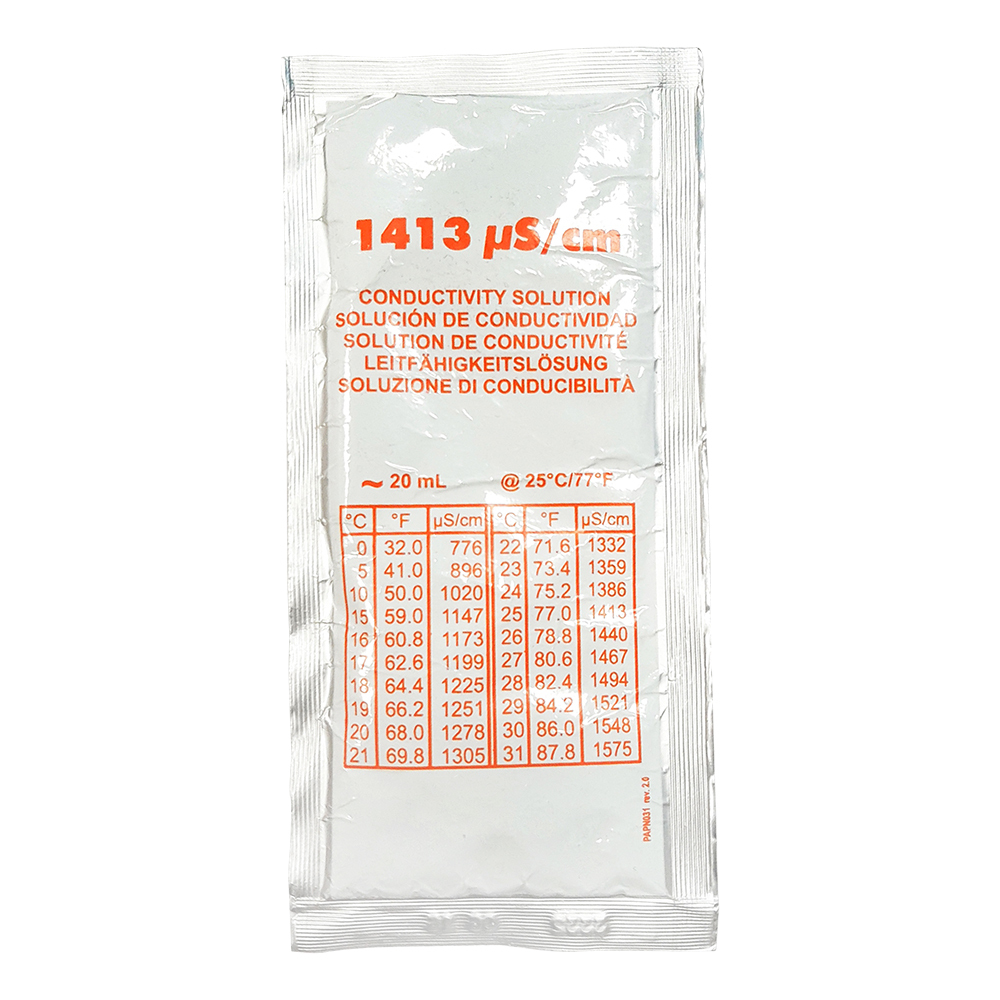 1413 µS/cm
CONDUCTIVITY SOLUTION
SOLUCIÓN DE CONDUCTIVIDAD
SOLUTION DE CONDUCTIVITÉ
LEITFÄHIGKEITSLÖSUNG
SOLUZIONE DI CONDUCIBILITÀ
~ 20 mL @ 25°C/77°F
°C °F µS/cm °C °F µS/cm
0 32.0 776 22 71.6 1332
5 41.0 896 23 73.4 1359
10 50.0 1020 24 75.2 1386
15 59.0 1147 25 77.0 1413
16 60.8 1173 26 78.8 1440
17 62.6 1199 27 80.6 1467
18 64.4 1225 28 82.4 1494
19 66.2 1251 29 84.2 1521
20 68.0 1278 30 86.0 1548
21 69.8 1305 31 87.8 1575
PAPN031 rev. 2.0